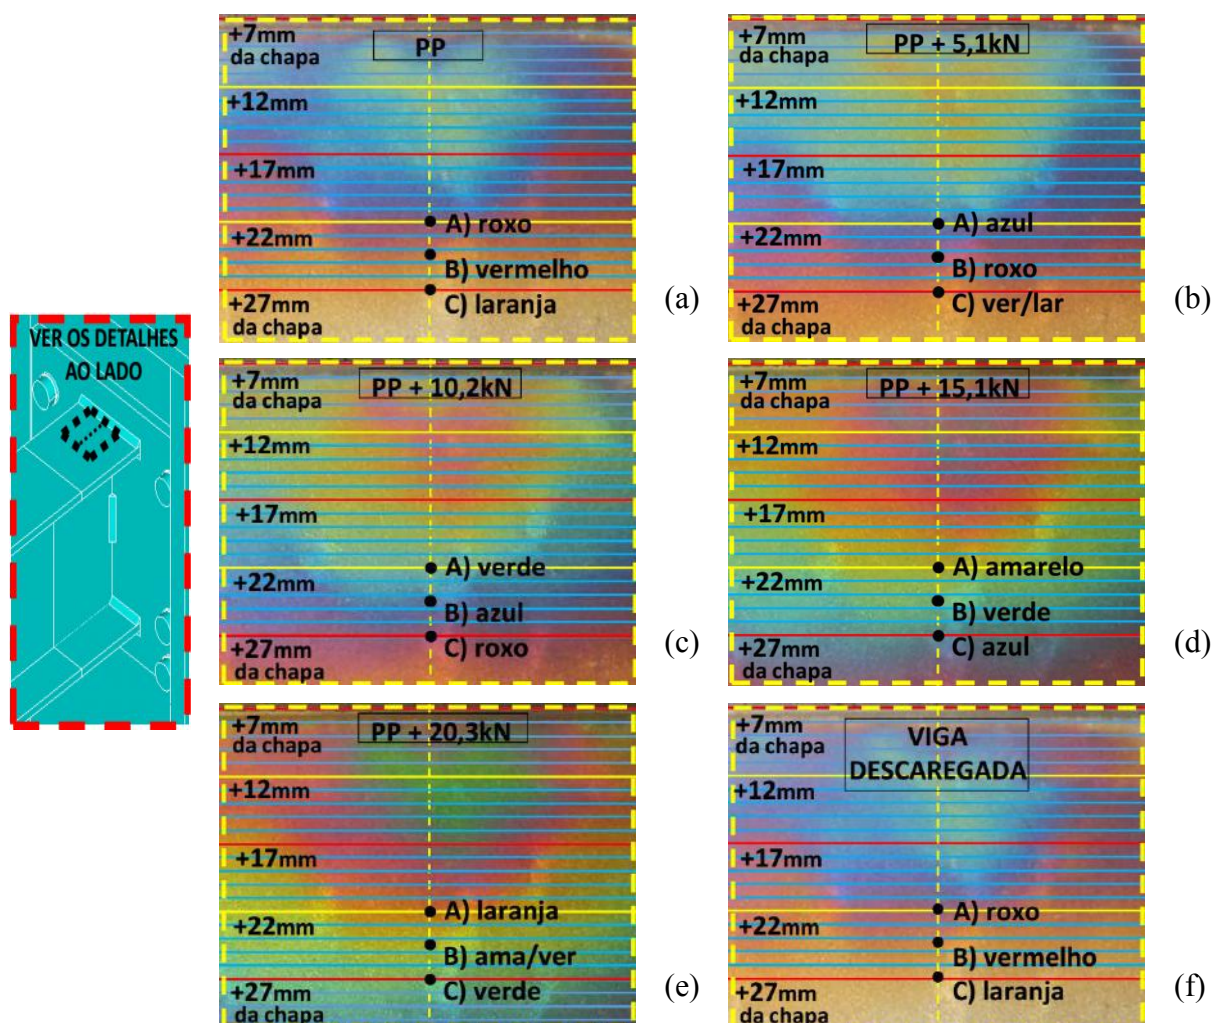 VER OS DETALHES
AO LADO
+7mm
da chapa
PP
+12mm
+17mm
A) roxo
+22mm
B) vermelho
+27mm
C) laranja
da chapa
(a)
+7mm
da chapa
PP + 5,1kN
+12mm
+17mm
A) azul
+22mm
B) roxo
+27mm
C) ver/lar
da chapa
(b)
+7mm
da chapa
PP + 10,2kN
+12mm
+17mm
A) verde
+22mm
B) azul
+27mm
C) roxo
da chapa
(c)
+7mm
da chapa
PP + 15,1kN
+12mm
+17mm
A) amarelo
+22mm
B) verde
+27mm
C) azul
da chapa
(d)
+7mm
da chapa
PP + 20,3kN
+12mm
+17mm
A) laranja
+22mm
B) ama/ver
+27mm
C) verde
da chapa
(e)
+7mm
da chapa
VIGA
DESCAREGADA
+12mm
+17mm
A) roxo
+22mm
B) vermelho
+27mm
C) laranja
da chapa
(f)